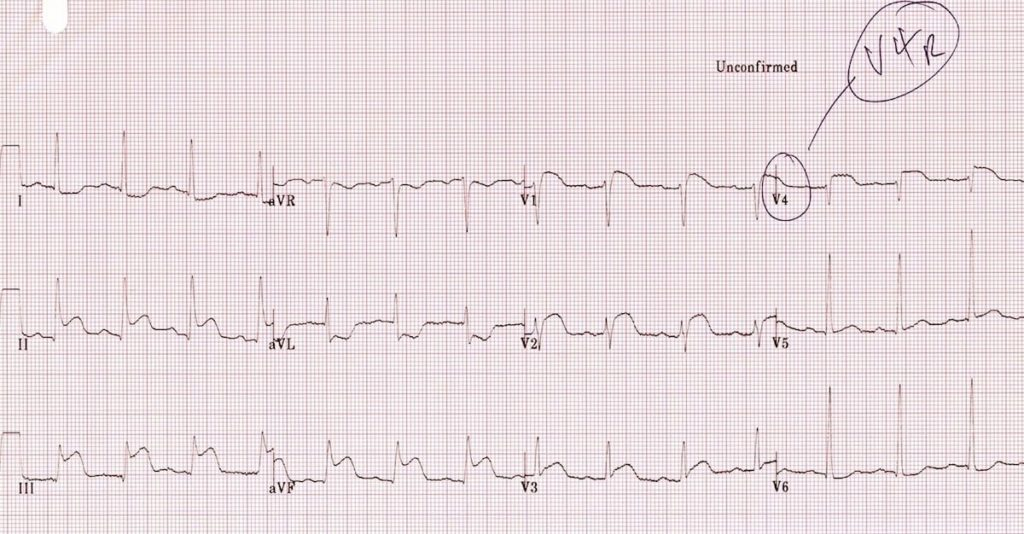 V4R
Unconfirmed
I aVR V1 V4
II aVL V2 V5
III aVF V3 V6